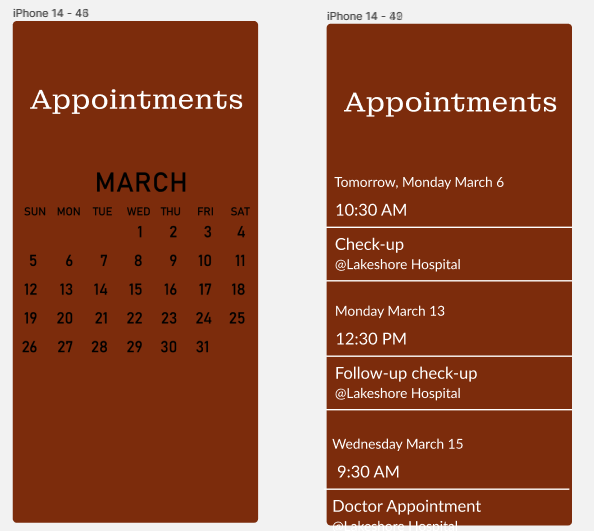 iPhone 14 - 48
Appointments
MARCH
SUN MON TUE WED THU FRI SAT
1 2 3 4
5 6 7 8 9 10 11
12 13 14 15 16 17 18
19 20 21 22 23 24 25
26 27 28 29 30 31
iPhone 14 - 49
Appointments
Tomorrow, Monday March 6
10:30 AM
Check-up
@Lakeshore Hospital
Monday March 13
12:30 PM
Follow-up check-up
@Lakeshore Hospital
Wednesday March 15
9:30 AM
Doctor Appointment
@Lakeshore Hospital